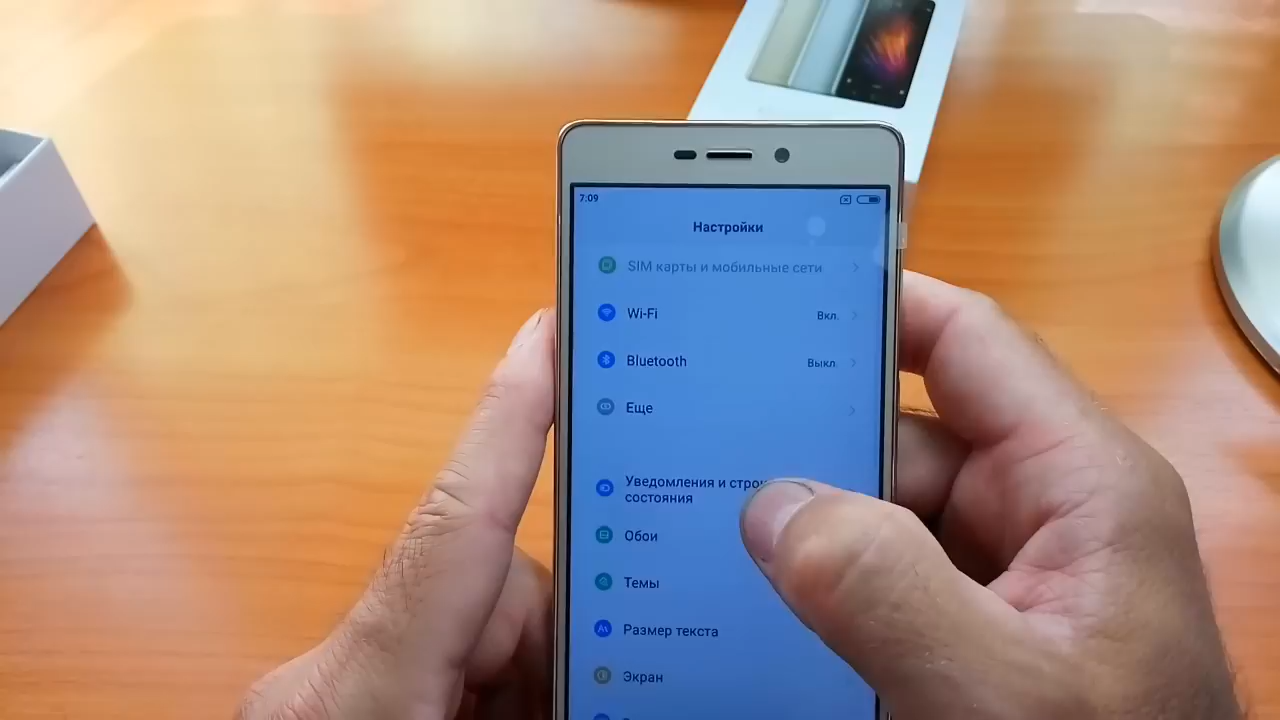 7:09
Настройки
SIM карты и мобильные сети
Wi-Fi Вкл.
Bluetooth Выкл.
Еще
Уведомления и
состояния
Обои
Темы
Размер текста
Экран